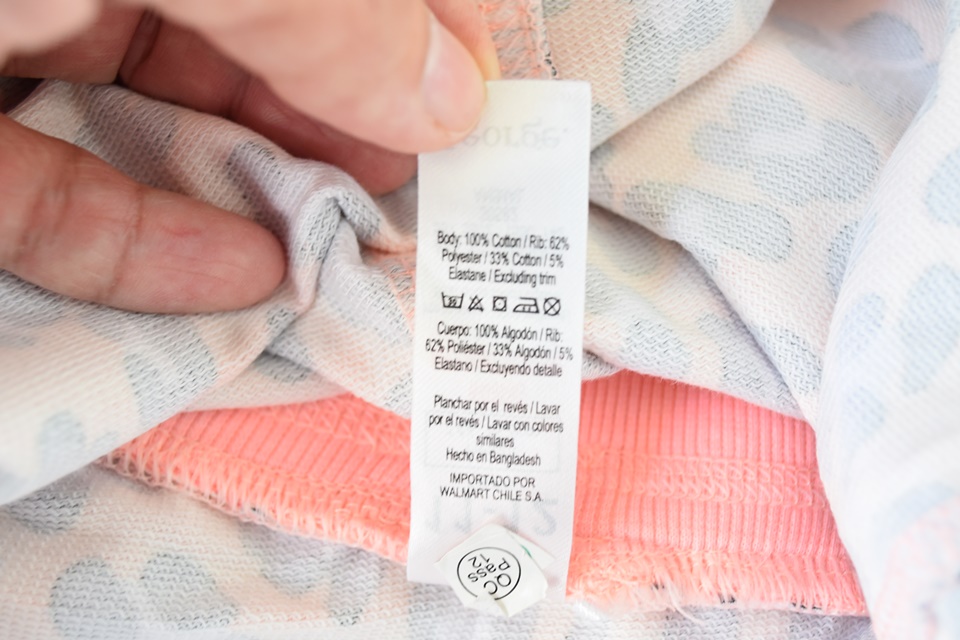 Body: 100% Cotton / Rib: 62%
Polyester / 33% Cotton / 5%
Elastane / Excluding trim
Cuerpo: 100% Algodón / Rib:
62% Poliéster / 33% Algodón / 5%
Elastano / Excluyendo detalle
Planchar por el revés / Lavar
por el revés / Lavar con colores
similares
Hecho en Bangladesh
IMPORTADO POR
WALMART CHILE S.A.
11-12
QC
Pass
12